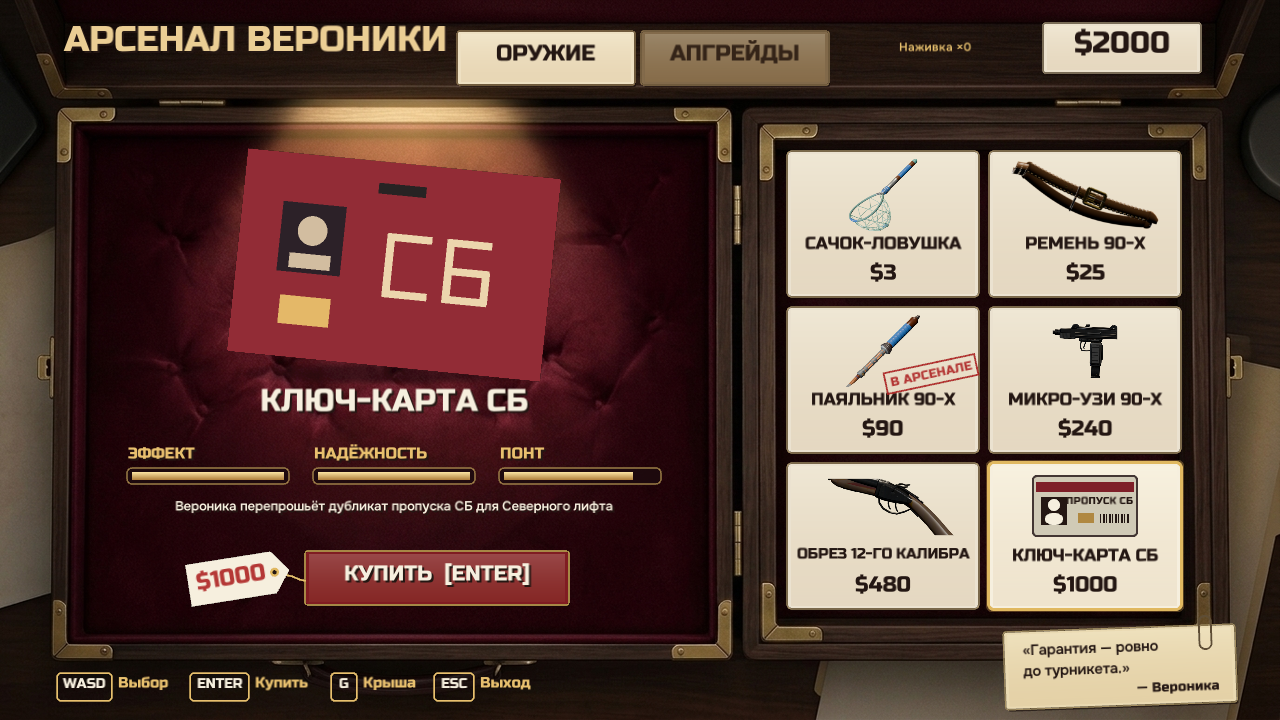 АРСЕНАЛ ВЕРОНИКИ
ОРУЖИЕ
АПГРЕЙДЫ
Наживка ×0
$2000
СБ
КЛЮЧ-КАРТА СБ
ЭФФЕКТ
НАДЁЖНОСТЬ
ПОНТ
Вероника перепрошьёт дубликат пропуска СБ для Северного лифта
$1000
КУПИТЬ [ENTER]
САЧОК-ЛОВУШКА
$3
РЕМЕНЬ 90-Х
$25
В АРСЕНАЛЕ
ПАЯЛЬНИК 90-Х
$90
МИКРО-УЗИ 90-Х
$240
ОБРЕЗ 12-ГО КАЛИБРА
$480
ПРОПУСК СБ
КЛЮЧ-КАРТА СБ
$1000
«Гарантия — ровно
до турникета.»
— Вероника
WASD Выбор
ENTER Купить
G Крыша
ESC Выход